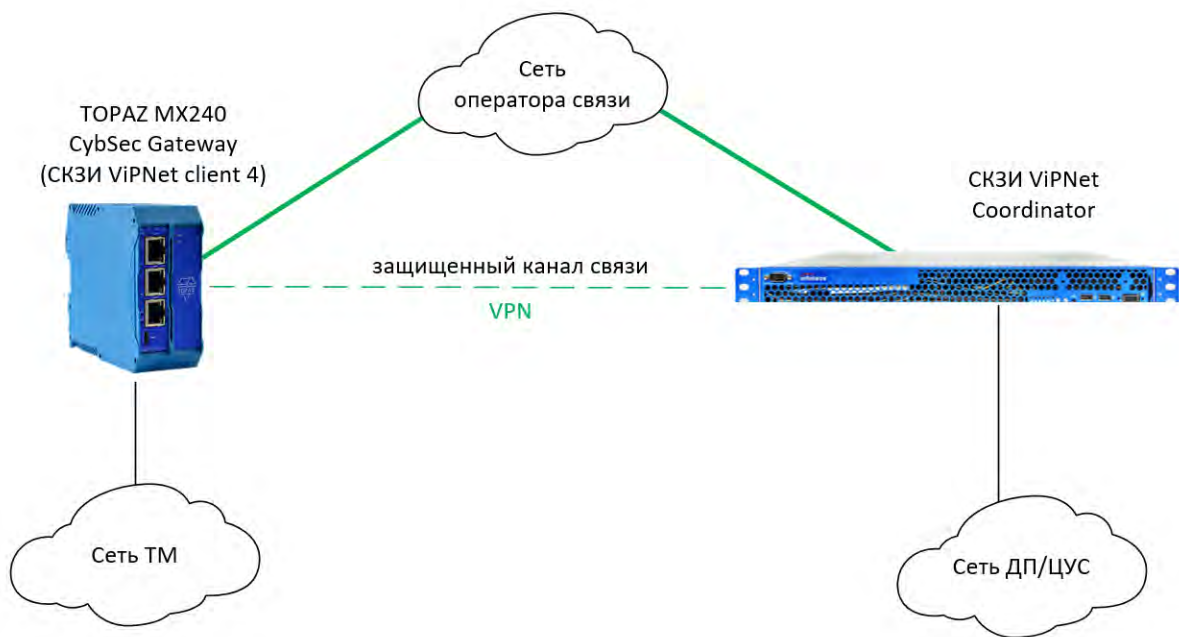 Сеть
оператора связи
TOPAZ MX240
CybSec Gateway
(СКЗИ ViPNet client 4)
СКЗИ ViPNet
Coordinator
защищенный канал связи
VPN
Сеть ТМ
Сеть ДП/ЦУС